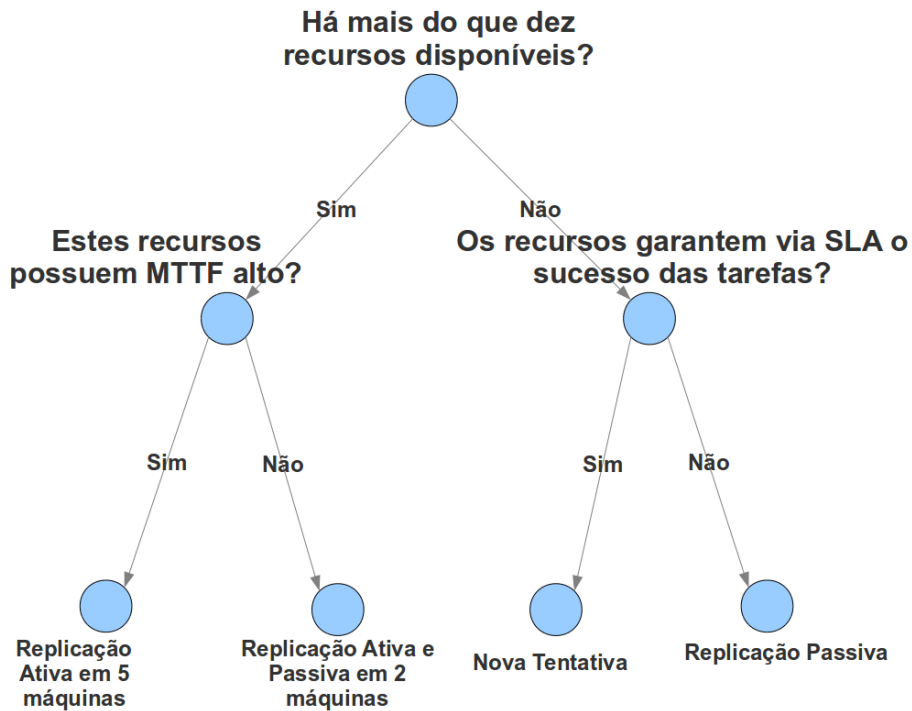 Há mais do que dez
recursos disponíveis?
Sim
Não
Estes recursos
possuem MTTF alto?
Os recursos garantem via SLA o
sucesso das tarefas?
Sim
Não
Sim
Não
Replicação
Ativa em 5
máquinas
Replicação Ativa e
Passiva em 2
máquinas
Nova Tentativa
Replicação Passiva